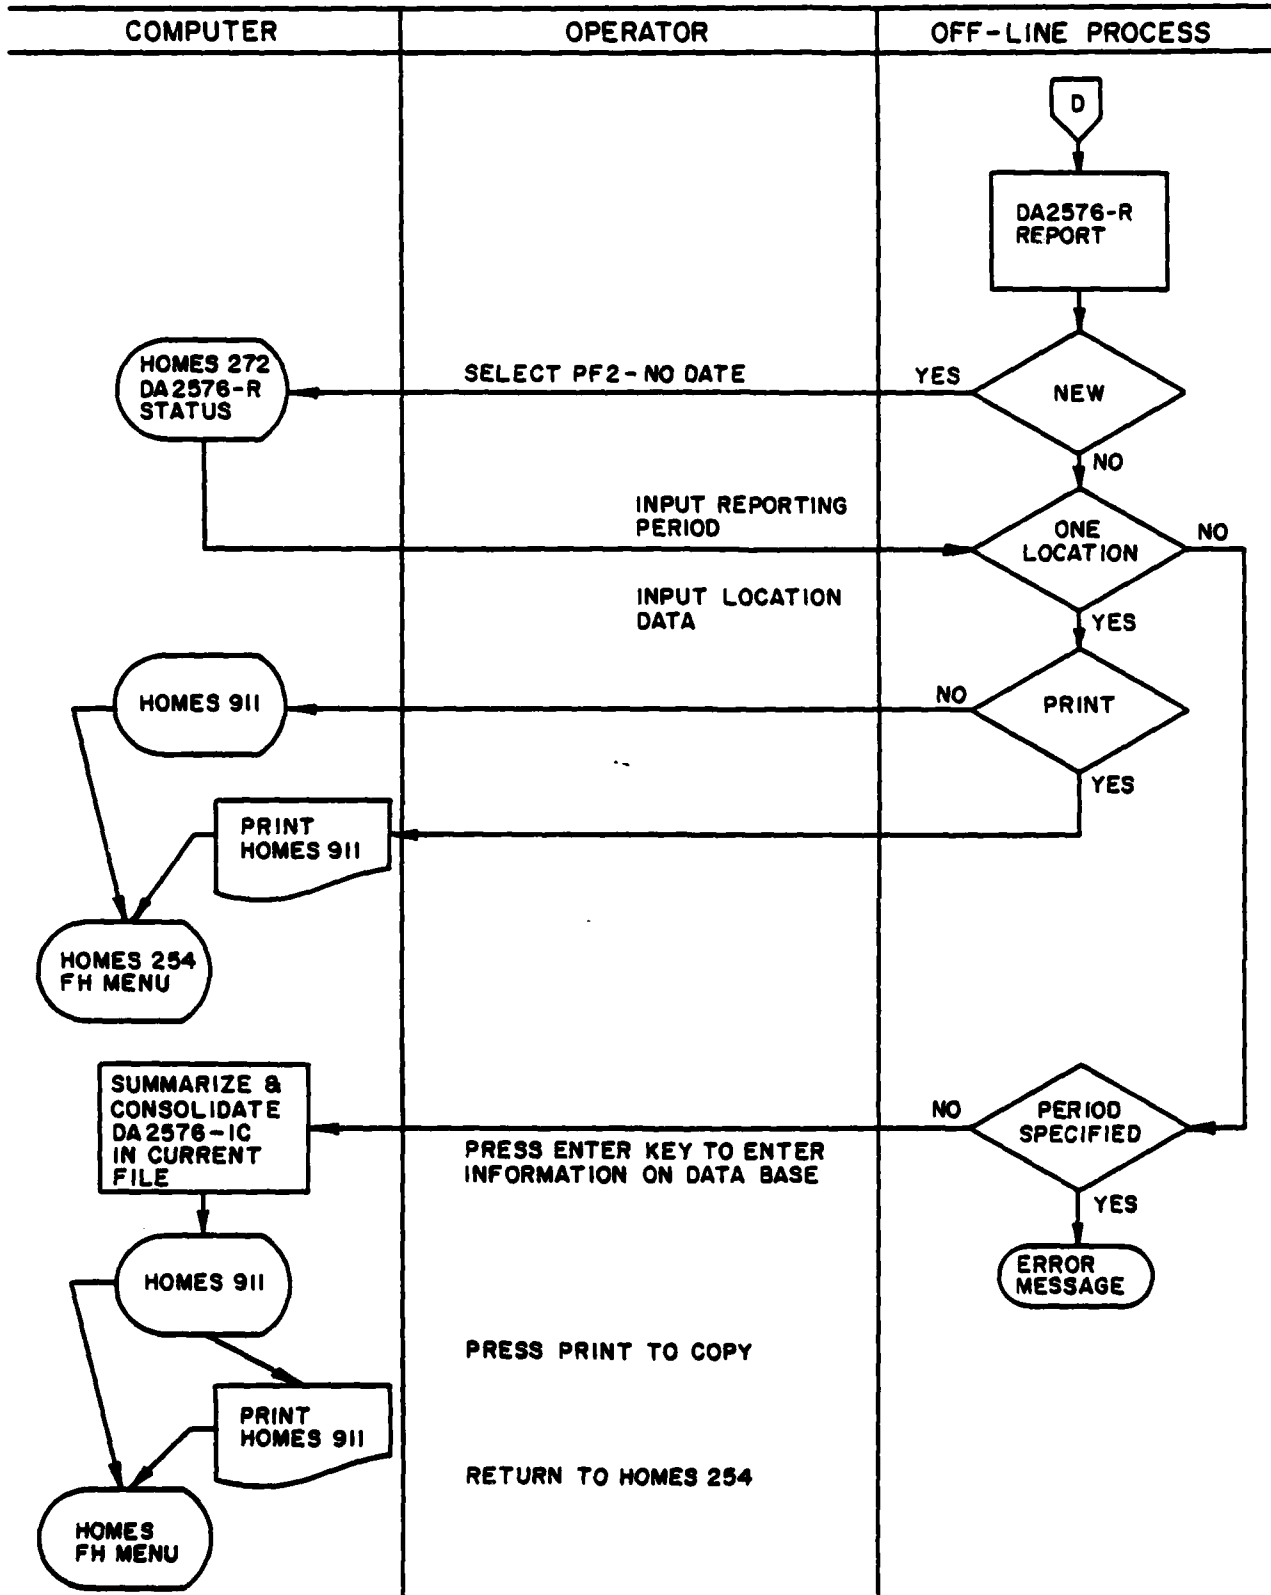 COMPUTER
OPERATOR
OFF-LINE PROCESS
D
DA2576-R
REPORT
HOMES 272
DA2576-R
STATUS
SELECT PF2-NO DATE
YES
NEW
NO
INPUT REPORTING
PERIOD
ONE
LOCATION
NO
INPUT LOCATION
DATA
YES
HOMES 911
NO
PRINT
YES
PRINT
HOMES 911
HOMES 254
FH MENU
SUMMARIZE &
CONSOLIDATE
DA2576-1C
IN CURRENT
FILE
NO
PERIOD
SPECIFIED
PRESS ENTER KEY TO ENTER
INFORMATION ON DATA BASE
YES
ERROR
MESSAGE
HOMES 911
PRESS PRINT TO COPY
PRINT
HOMES 911
RETURN TO HOMES 254
HOMES
FH MENU